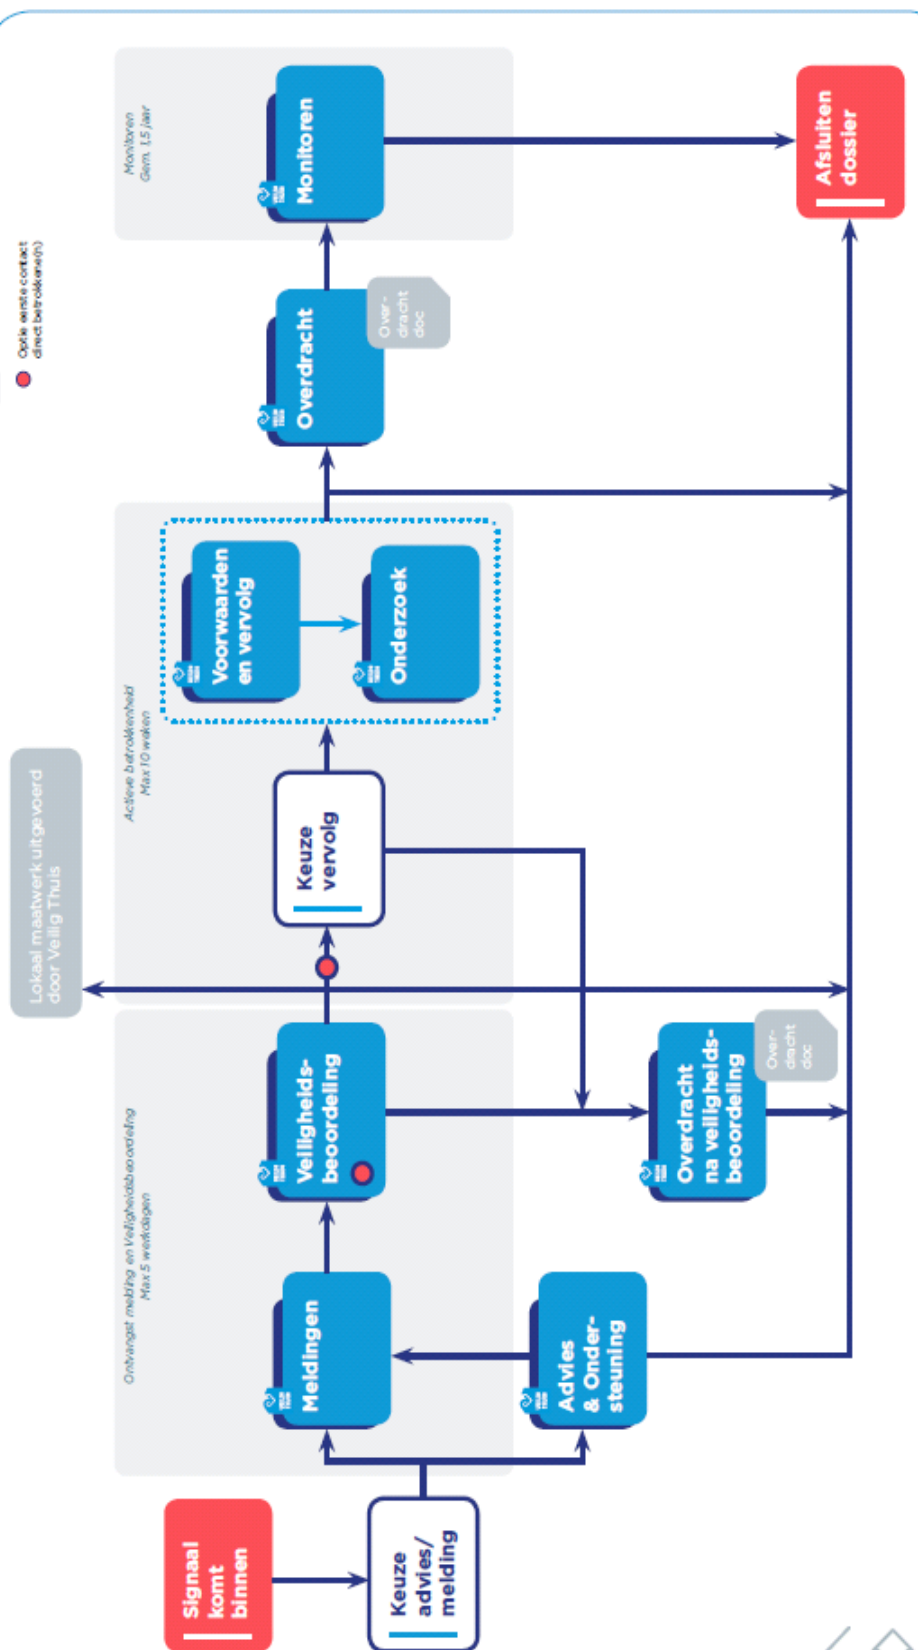 Optie eerste contact
direct betrokkene(n)
Lokaal maatwerk uitgevoerd
door Veilig Thuis
Ontvangst melding en Veiligheidsbeoordeling
Max 5 werkdagen
Actieve betrokkenheid
Max 10 weken
Monitoren
Gem. 1,5 jaar
Signaal
komt
binnen
Keuze
advies/
melding
Meldingen
Advies
& Onder-
steuning
Veiligheids-
beoordeling
Overdracht
na veiligheids-
beoordeling
Over-
dracht
doc
Keuze
vervolg
Voorwaarden
en vervolg
Onderzoek
Overdracht
Over-
dracht
doc
Monitoren
Afsluiten
dossier